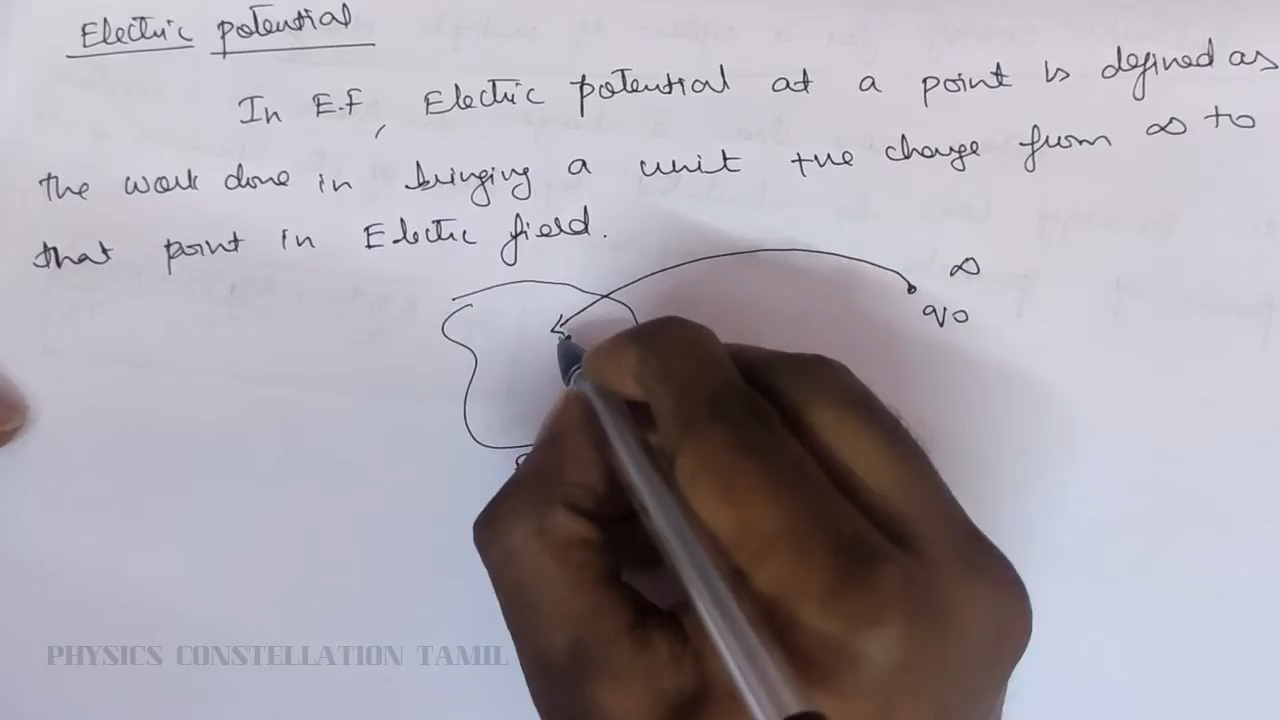 Electric potential
In E.F, Electric potential at a point is defined as
the work done in bringing a unit +ve charge from ∞ to
that point in Electric field.
∞
q0
PHYSICS CONSTELLATION TAMIL